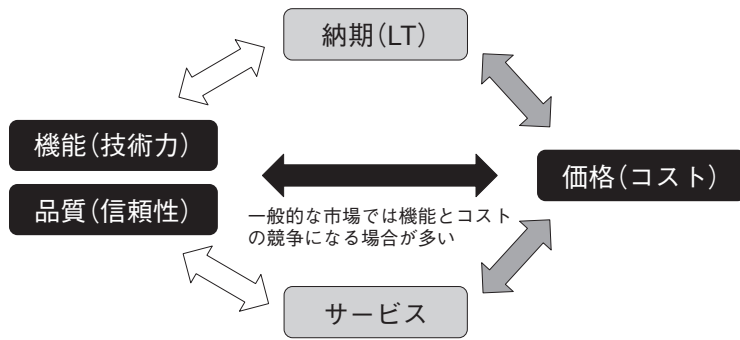 納期(LT)
機能(技術力)
品質(信頼性)
価格(コスト)
一般的な市場では機能とコスト
の競争になる場合が多い
サービス